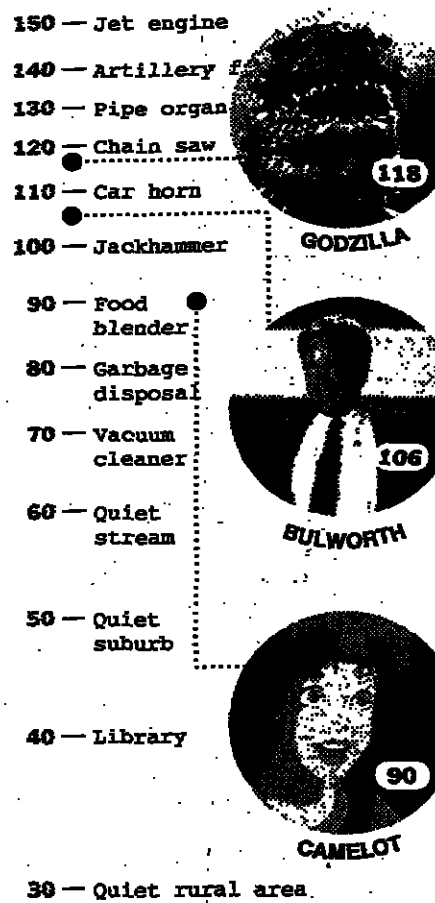 150 — Jet engine
140 — Artillery
130 — Pipe organ
120 — Chain saw
118
110 — Car horn
GODZILLA
100 — Jackhammer
90 — Food
blender
80 — Garbage
disposal
70 — Vacuum
cleaner
106
60 — Quiet
stream
BULWORTH
50 — Quiet
suburb
40 — Library
90
CAMELOT
30 — Quiet rural area